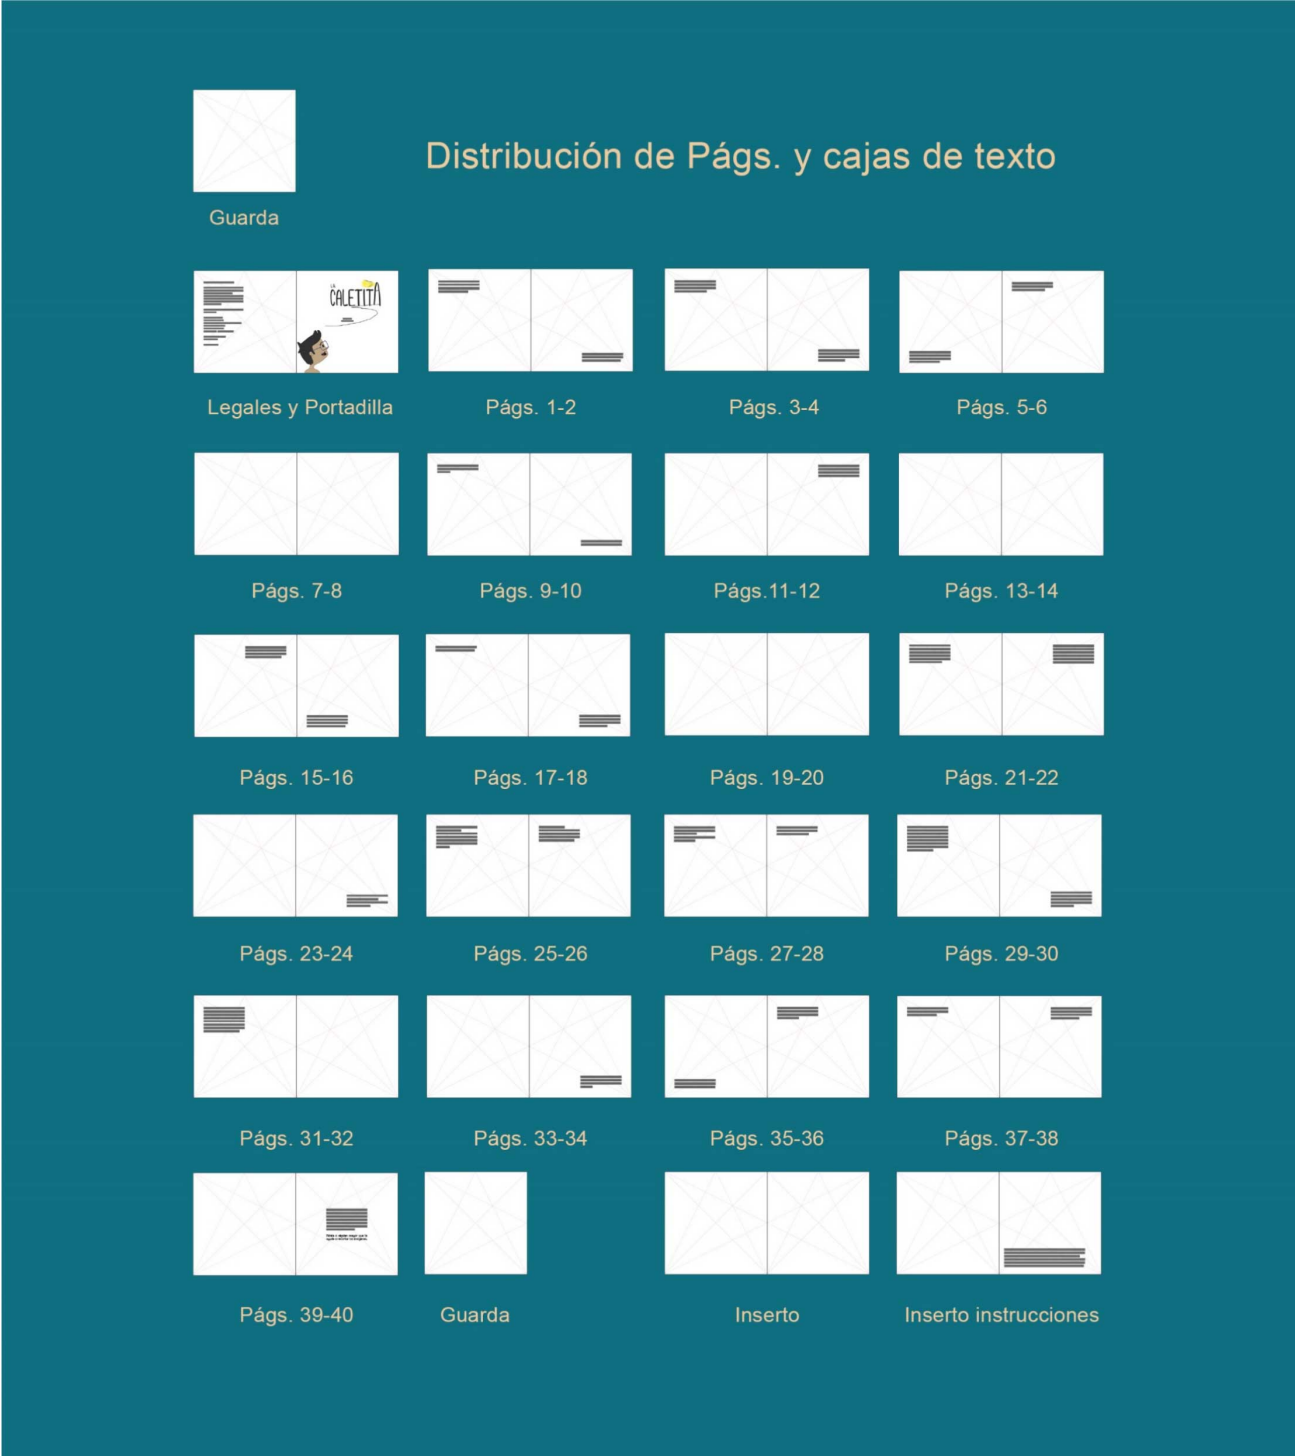 Distribución de Págs. y cajas de texto
Guarda
LA
CALETITA
Legales y Portadilla
Págs. 1-2
Págs. 3-4
Págs. 5-6
Págs. 7-8
Págs. 9-10
Págs.11-12
Págs. 13-14
Págs. 15-16
Págs. 17-18
Págs. 19-20
Págs. 21-22
Págs. 23-24
Págs. 25-26
Págs. 27-28
Págs. 29-30
Págs. 31-32
Págs. 33-34
Págs. 35-36
Págs. 37-38
Págs. 39-40
Guarda
Inserto
Inserto instrucciones